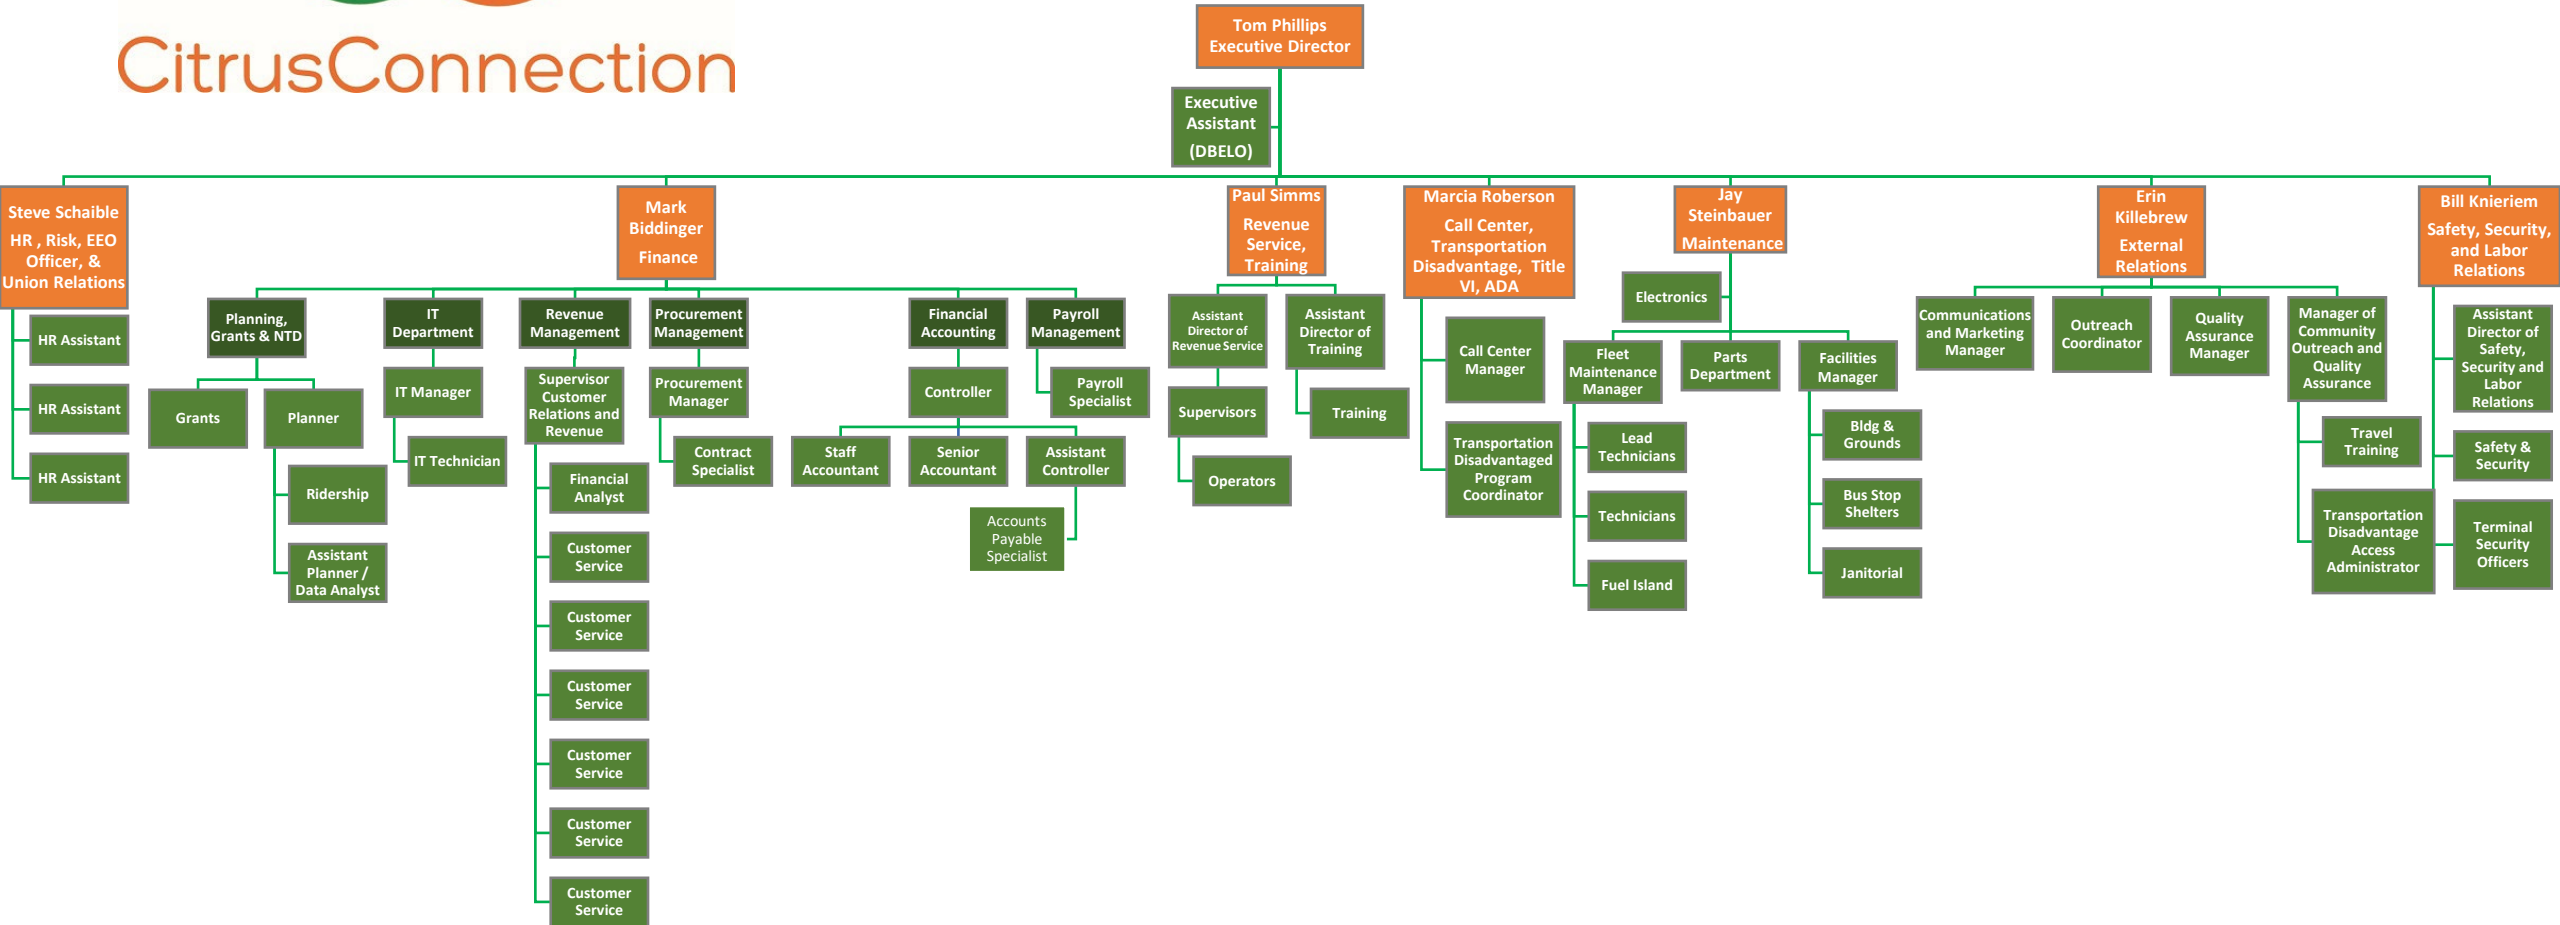 CitrusConnection
Tom Phillips
Executive Director
Executive
Assistant
(DBELO)
Steve Schaible
HR , Risk, EEO
Officer, &
Union Relations
HR Assistant
HR Assistant
HR Assistant
Mark
Biddinger
Finance
Planning,
Grants & NTD
Grants
Planner
Ridership
Assistant
Planner /
Data Analyst
IT
Department
IT Manager
IT Technician
Revenue
Management
Supervisor
Customer
Relations and
Revenue
Financial
Analyst
Customer
Service
Customer
Service
Customer
Service
Customer
Service
Customer
Service
Customer
Service
Procurement
Management
Procurement
Manager
Contract
Specialist
Financial
Accounting
Controller
Staff
Accountant
Senior
Accountant
Assistant
Controller
Accounts
Payable
Specialist
Payroll
Management
Payroll
Specialist
Paul Simms
Revenue
Service,
Training
Assistant
Director of
Revenue Service
Supervisors
Operators
Assistant
Director of
Training
Training
Marcia Roberson
Call Center,
Transportation
Disadvantage, Title
VI, ADA
Call Center
Manager
Transportation
Disadvantaged
Program
Coordinator
Jay
Steinbauer
Maintenance
Electronics
Fleet
Maintenance
Manager
Lead
Technicians
Technicians
Fuel Island
Parts
Department
Facilities
Manager
Bldg &
Grounds
Bus Stop
Shelters
Janitorial
Erin
Killebrew
External
Relations
Communications
and Marketing
Manager
Outreach
Coordinator
Quality
Assurance
Manager
Manager of
Community
Outreach and
Quality
Assurance
Travel
Training
Transportation
Disadvantage
Access
Administrator
Bill Knieriem
Safety, Security,
and Labor
Relations
Assistant
Director of
Safety,
Security and
Labor
Relations
Safety &
Security
Terminal
Security
Officers